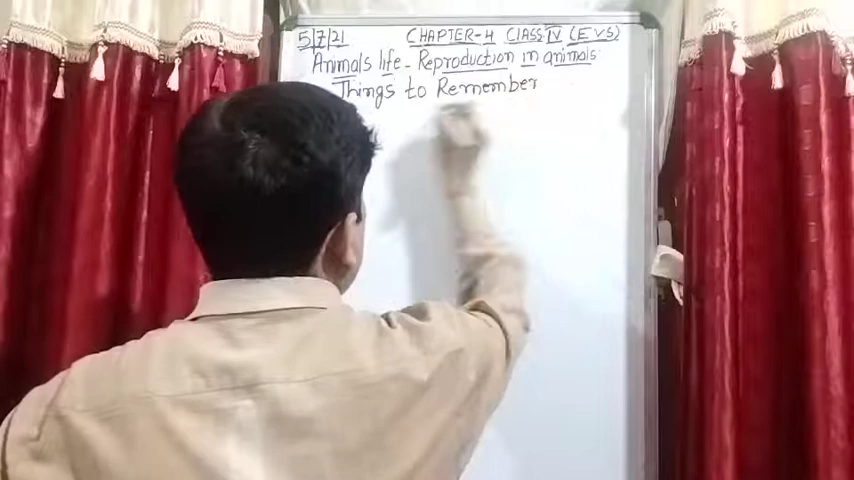 5/7/21 CHAPTER-4 CLASS IV (EVS)
Animals life - Reproduction in animals.
Things to Remember